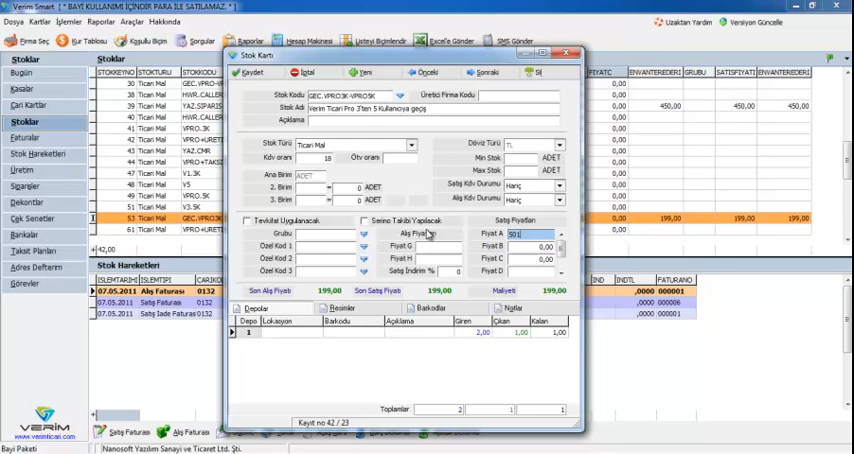 Verim Smart - [* BAYİ KULLANIMI İÇİNDİR PARA İLE SATILAMAZ. *]
Dosya Kartlar İşlemler Raporlar Araçlar Hakkında
Uzaktan Yardım Versiyon Güncelle
Firma Seç Kur Tablosu Koşullu Biçim Sorgular Raporlar Hesap Makinesi Listeyi Biçimlendir Excel'e Gönder SMS Gönder
Stoklar
Bugün
Kasalar
Cari Kartlar
Stoklar
Faturalar
Stok Hareketleri
Üretim
Siparişler
Dekontlar
Çek Senetler
Bankalar
Taksit Planları
Adres Defterim
Görevler
VERİM
www.verimticari.com
Stoklar
STOKKEYNO STOKTURU STOKKODU
30 Ticari Mal GEC.VPRO
38 Ticari Mal HWR.CALLER
39 Ticari Mal YAZ.SIPARIS
40 Ticari Mal HWR.CALLER
41 Ticari Mal VPRO.3K
42 Ticari Mal VPRO+URETI
43 Ticari Mal YAZ.CMR
44 Ticari Mal VPRO+TAKSI
47 Ticari Mal V1.3K
48 Ticari Mal V5
49 Ticari Mal VPRO.5K
51 Ticari Mal V3.5K
53 Ticari Mal GEC.VPRO3K
54 Ticari Mal VPRO+URETI
42,00
FIYATC ENVANTEREDERI GRUBU SATISFIYATI ENVANTEREDERI
0,00
0,00
0,00 450,00 450,00
0,00
0,00
0,00
0,00
0,00
0,00
0,00
0,00
0,00
0,00 199,00 199,00
0,00
Stok Hareketleri
ISLEMTARIHI ISLEMTIPI CARIKOD
07.05.2011 Alış Faturası 0132
07.05.2011 Satış Faturası 0132
07.05.2011 Satış İade Faturas 0132
IND INDTL FATURANO
,0000 000001
,0000 000006
,0000 000001
Stok Kartı
Kaydet İptal Yeni Önceki Sonraki Sil
Stok Kodu GEC.VPRO3K-VPRO5K Üretici Firma Kodu
Stok Adı Verim Ticari Pro 3'ten 5 Kullanıcıya geçiş
Açıklama
Stok Türü Ticari Mal Döviz Türü TL
Kdv oranı 18 Ötv oranı Min Stok ADET
Max Stok ADET
Ana Birim ADET
2. Birim = 0 ADET Satış Kdv Durumu Hariç
3. Birim = 0 Alış Kdv Durumu Hariç
Tevkifat Uygulanacak Serino Takibi Yapılacak Satış Fiyatları
Grubu Fiyat A 501
Özel Kod 1 Fiyat G Fiyat B 0,00
Özel Kod 2 Fiyat H Fiyat C 0,00
Özel Kod 3 Satış İndirim % 0 Fiyat D
Son Alış Fiyatı 199,00 Son Satış Fiyatı 199,00 Maliyeti 199,00
Depolar Resimler Barkodlar Notlar
Depo Lokasyon Barkodu Açıklama Giren Çıkan Kalan
1 2,00 1,00 1,00
Toplamlar 2 1 1
Kayıt no 42 / 23
Satış Faturası Alış Faturası
Bayi Paketi Nanosoft Yazılım Sanayi ve Ticaret Ltd. Şti.